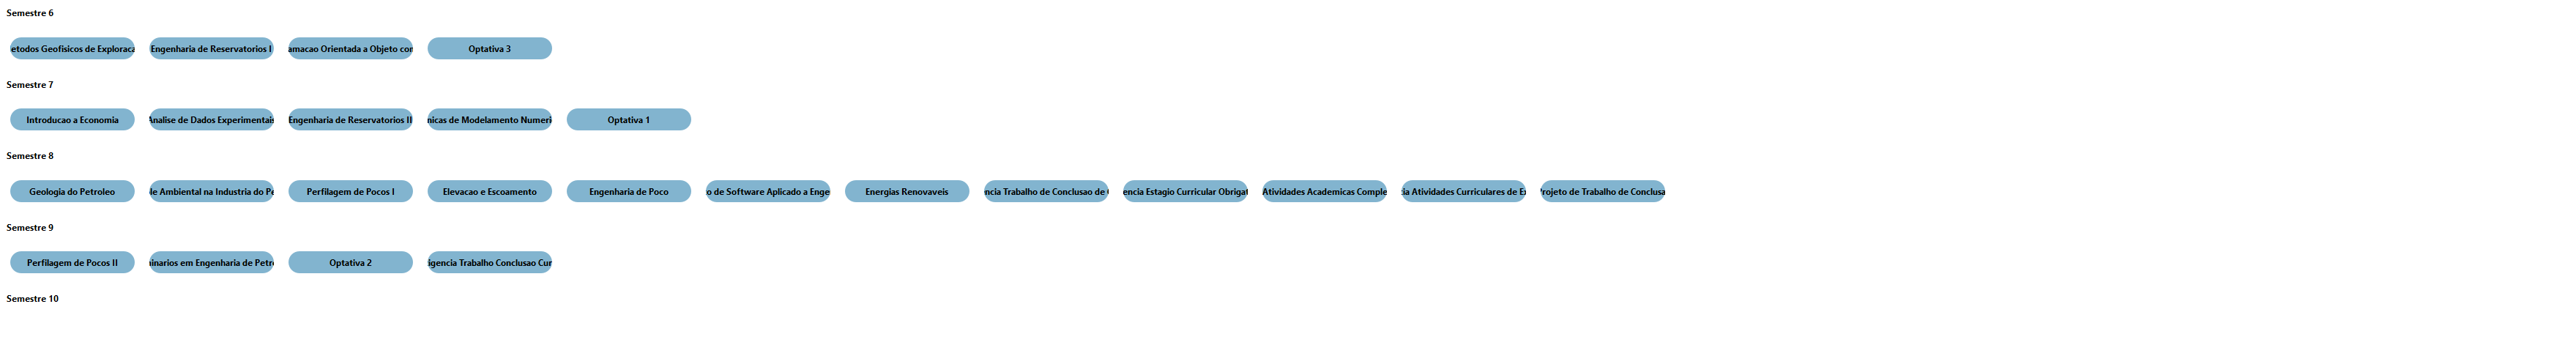 Semestre 6
etodos Geofisicos de Exploraca Engenharia de Reservatorios I amacao Orientada a Objeto con Optativa 3
Semestre 7
Introducao a Economia Analise de Dados Experimentais Engenharia de Reservatorios II nicas de Modelamento Numeri Optativa 1
Semestre 8
Geologia do Petroleo le Ambiental na Industria do Pe Perfilagem de Pocos I Elevacao e Escoamento Engenharia de Poco o de Software Aplicado a Enge Energias Renovaveis ncia Trabalho de Conclusao de encia Estagio Curricular Obrigat Atividades Academicas Comple ia Atividades Curriculares de E Projeto de Trabalho de Conclusa
Semestre 9
Perfilagem de Pocos II inarios em Engenharia de Petro Optativa 2 igencia Trabalho Conclusao Cur
Semestre 10